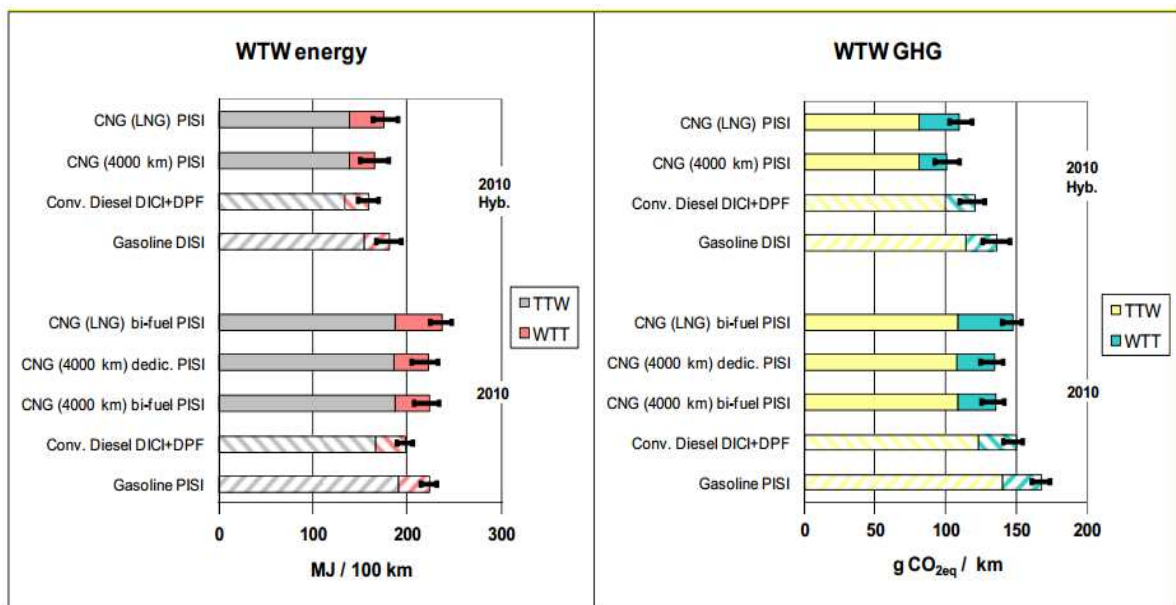 WTW energy
CNG (LNG) PISI
CNG (4000 km) PISI
Conv. Diesel DICI+DPF
Gasoline DISI
2010
Hyb.
CNG (LNG) bi-fuel PISI
CNG (4000 km) dedic. PISI
CNG (4000 km) bi-fuel PISI
Conv. Diesel DICI+DPF
Gasoline PISI
2010
TTW
WTT
0 100 200 300
MJ / 100 km
WTW GHG
CNG (LNG) PISI
CNG (4000 km) PISI
Conv. Diesel DICI+DPF
Gasoline DISI
2010
Hyb.
CNG (LNG) bi-fuel PISI
CNG (4000 km) dedic. PISI
CNG (4000 km) bi-fuel PISI
Conv. Diesel DICI+DPF
Gasoline PISI
2010
TTW
WTT
0 50 100 150 200
g CO2eq / km